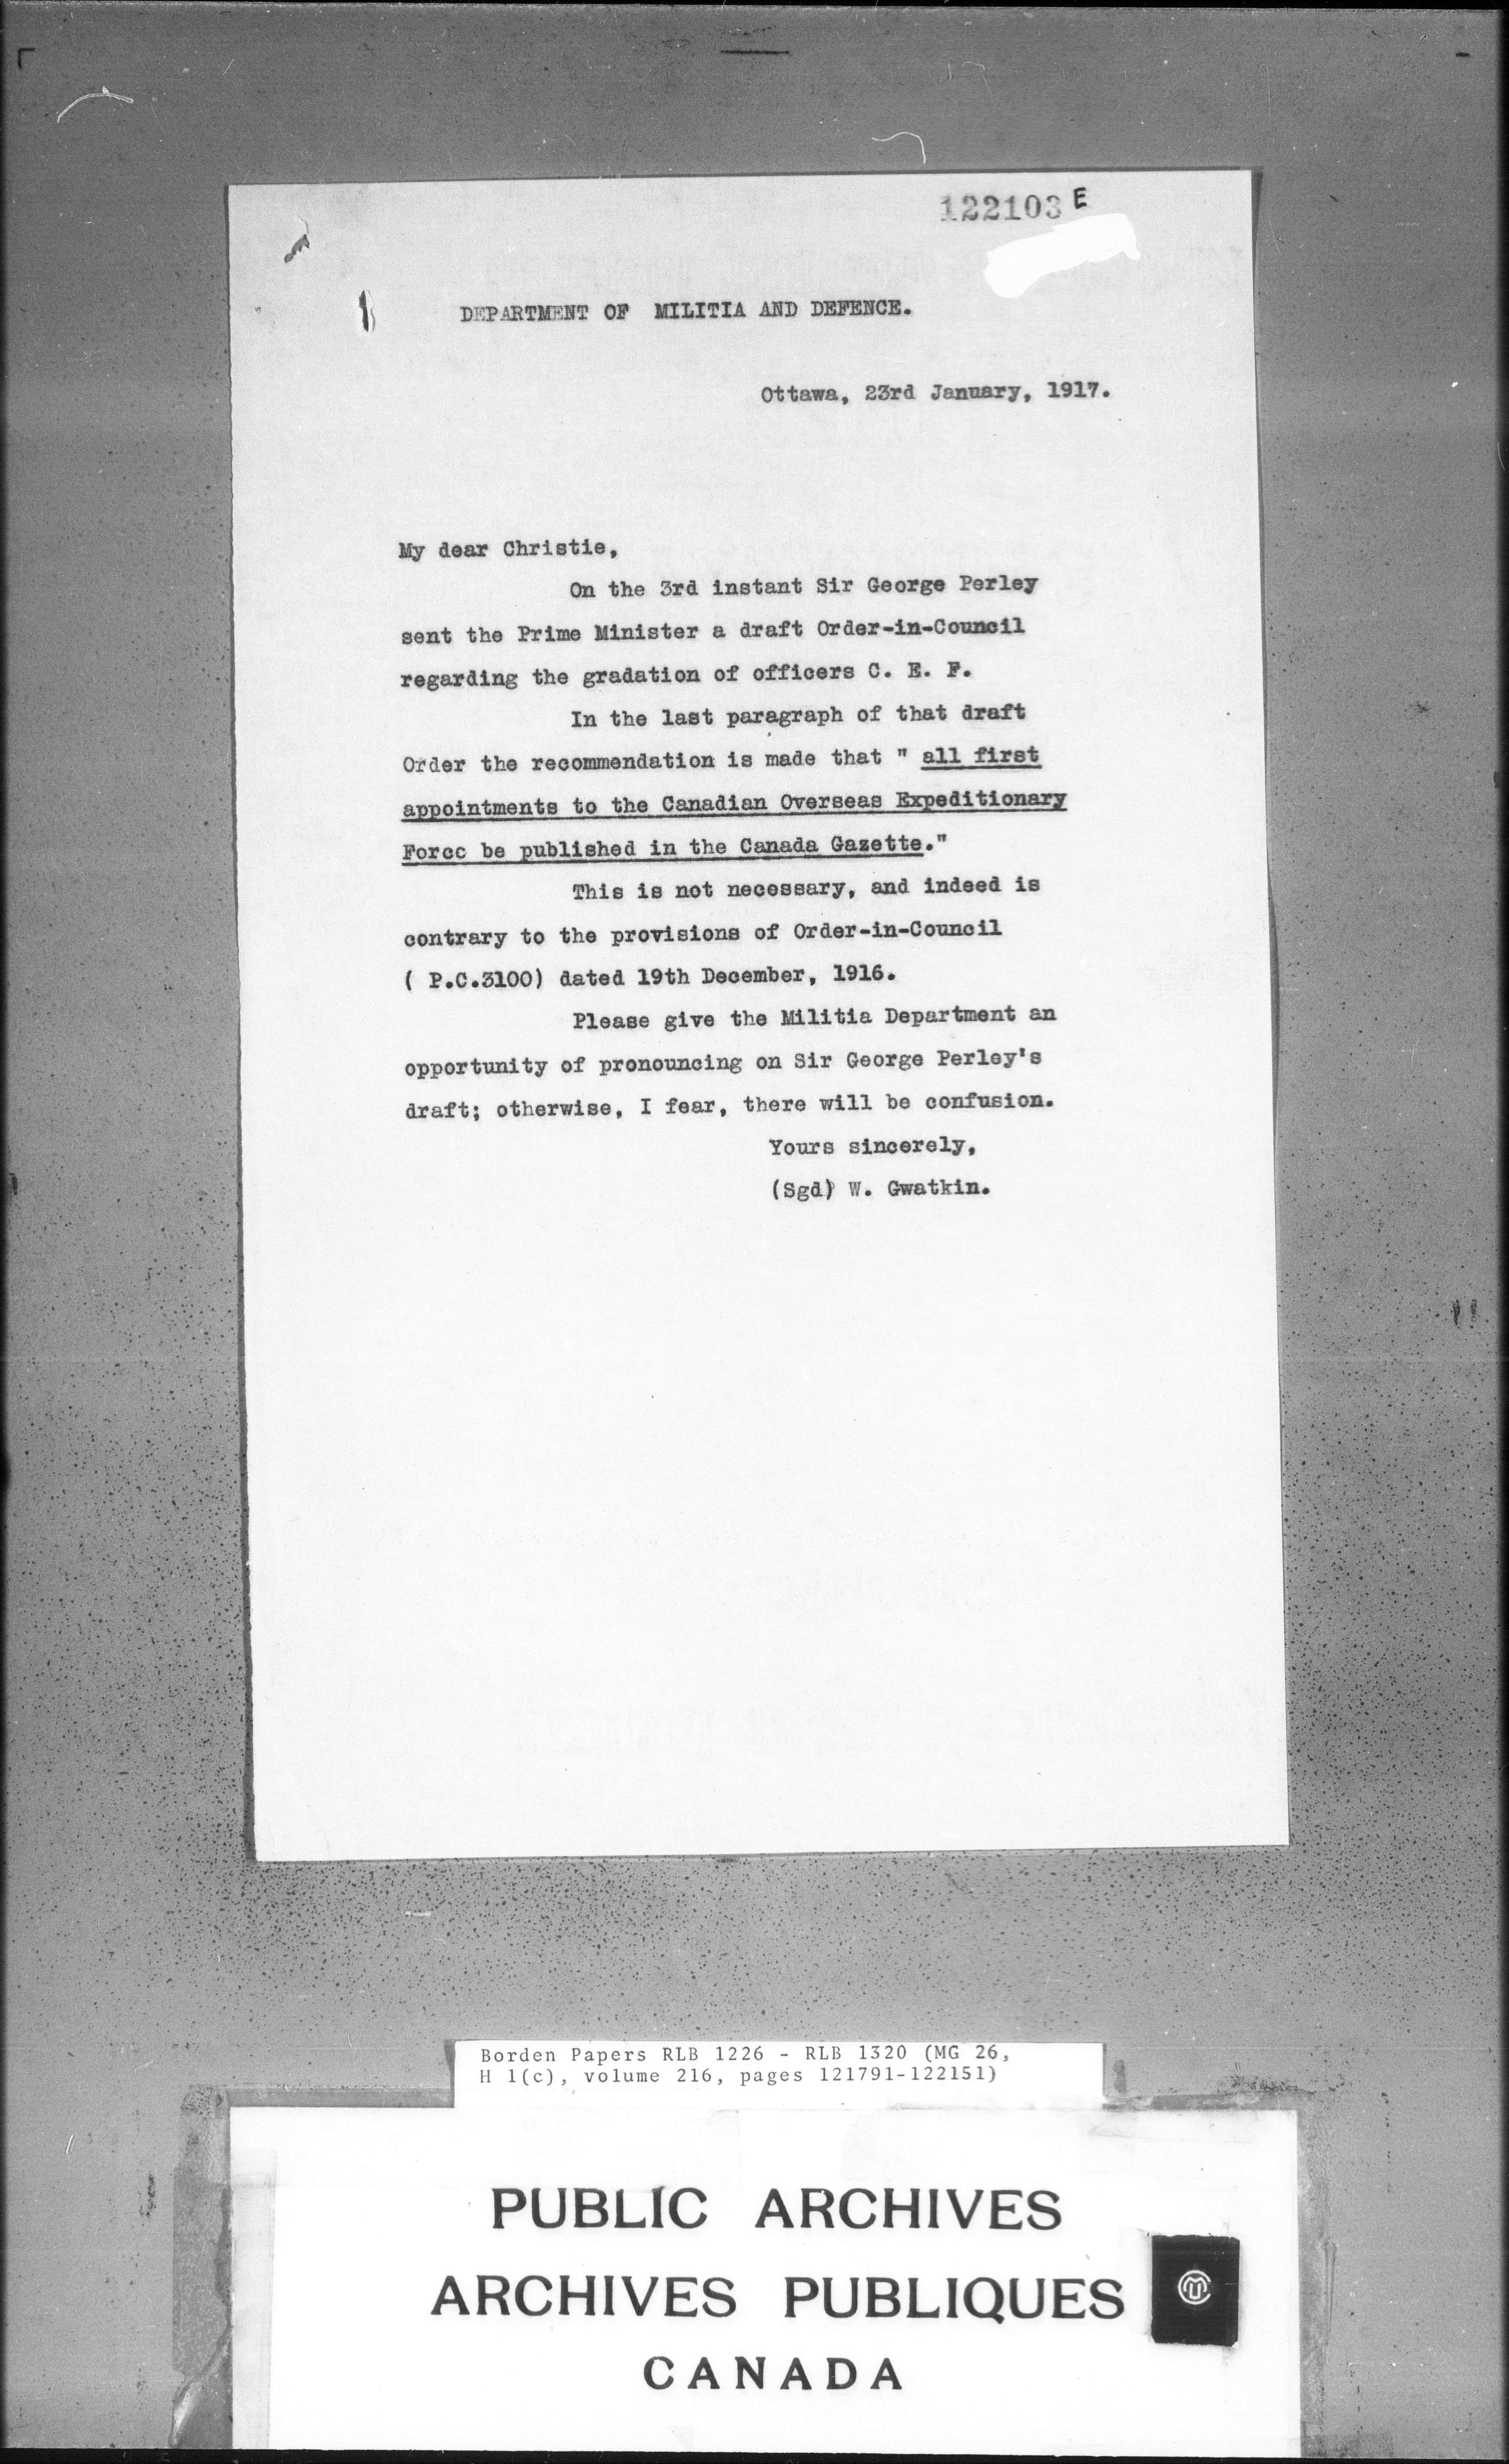 122103 E
DEPARTMENT OF MILITIA AND DEFENCE.
Ottawa, 23rd January, 1917.
My dear Christie,
On the 3rd instant Sir George Perley
sent the Prime Minister a draft Order-in-Council
regarding the gradation of officers C. E. F.
In the last paragraph of that draft
Order the recommendation is made that " all first
appointments to the Canadian Overseas Expeditionary
Force be published in the Canada Gazette."
This is not necessary, and indeed is
contrary to the provisions of Order-in-Council
( P.C.3100) dated 19th December, 1916.
Please give the Militia Department an
opportunity of pronouncing on Sir George Perley's
draft; otherwise, I fear, there will be confusion.
Yours sincerely,
(Sgd) W. Gwatkin.
Borden Papers RLB 1226 - RLB 1320 (MG 26,
H 1(c), volume 216, pages 121791-122151)
PUBLIC ARCHIVES
ARCHIVES PUBLIQUES
CANADA